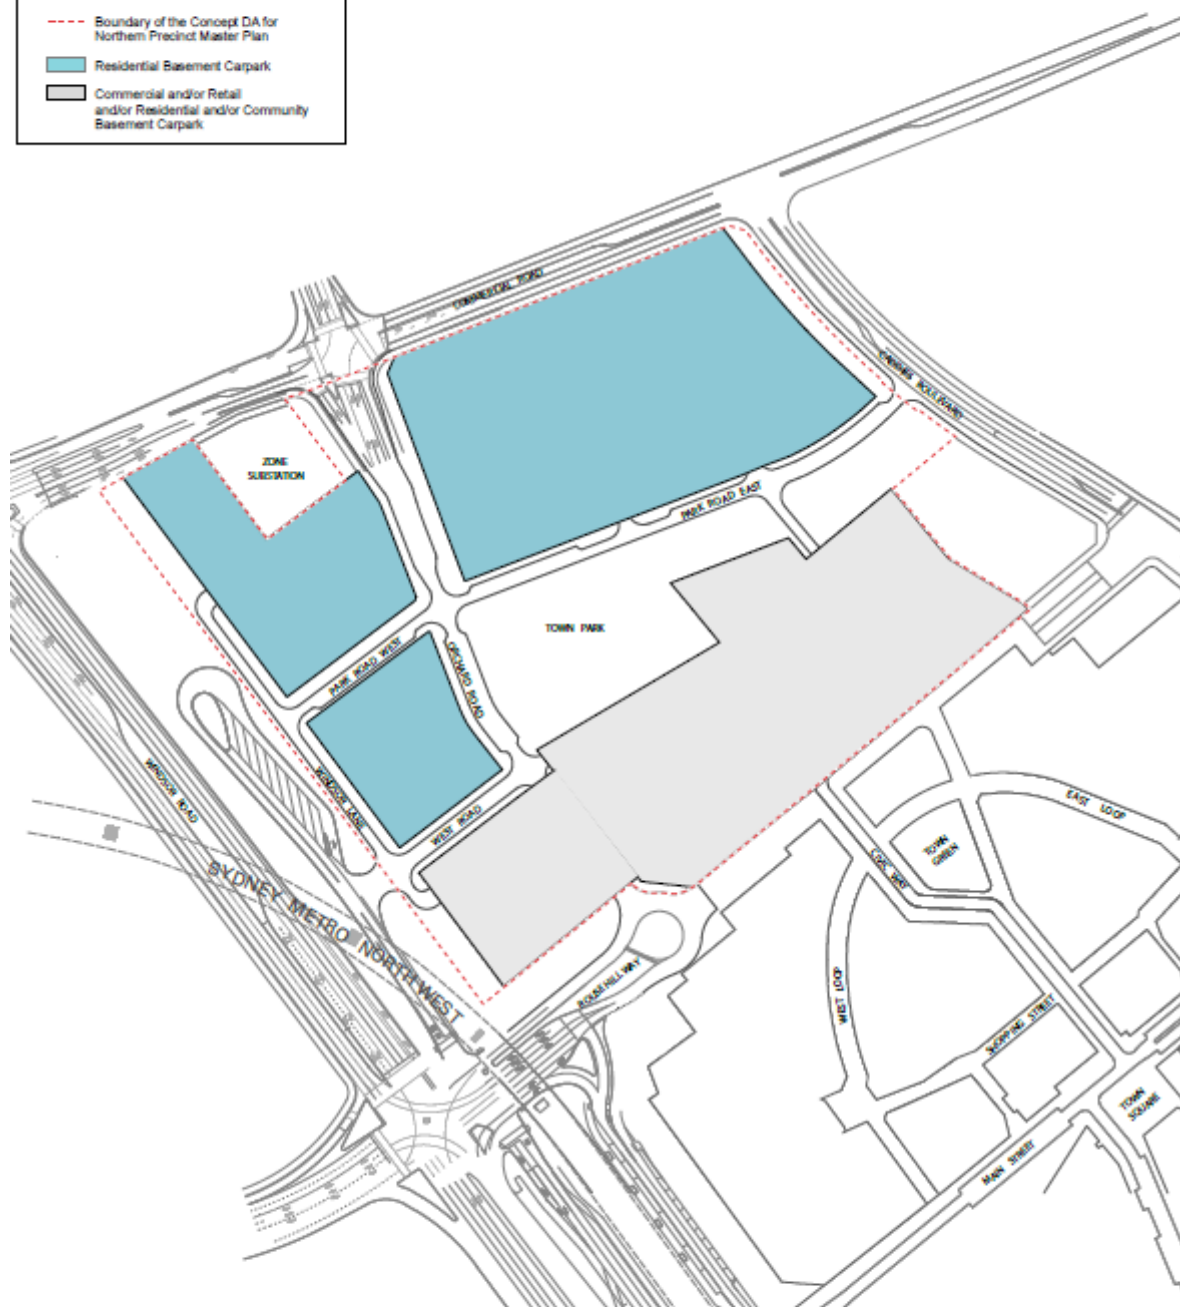 Boundary of the Concept DA for
Northern Precinct Master Plan
Residential Basement Carpark
Commercial and/or Retail
and/or Residential and/or Community
Basement Carpark
COMMERCIAL ROAD
CADDIES BOULEVARD
ZONE
SUBSTATION
PARK ROAD EAST
TOWN PARK
PARK ROAD WEST
ORCHARD ROAD
WINDSOR ROAD
WINDSOR LANE
WEST ROAD
EAST LOOP
TOWN
GREEN
CIVIC WAY
SYDNEY METRO NORTH WEST
ROUSE HILL WAY
WEST LOOP
SHOPPING STREET
TOWN
SQUARE
MAIN STREET